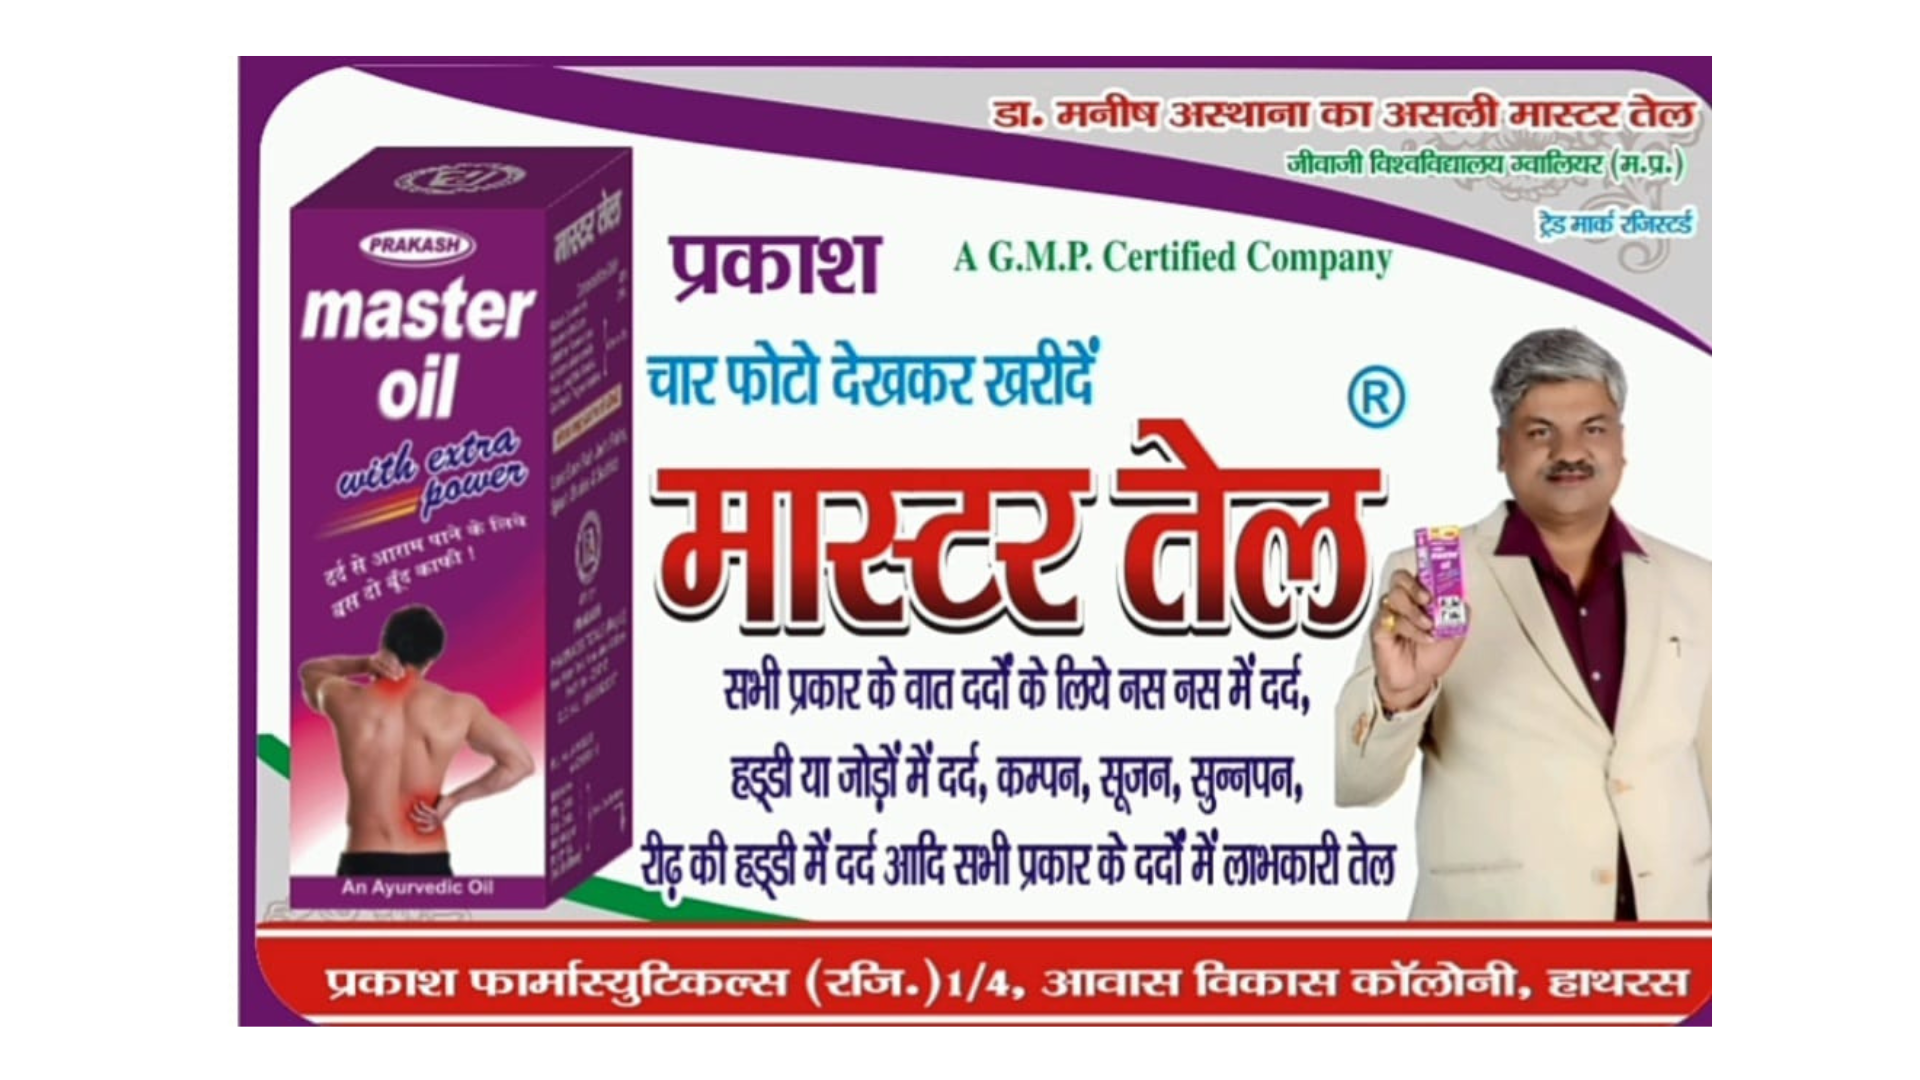 डा. मनीष अस्थाना का असली मास्टर तेल
जीवाजी विश्वविद्यालय ग्वालियर (म.प्र.)
ट्रेड मार्क रजिस्टर्ड
प्रकाश
A G.M.P. Certified Company
चार फोटो देखकर खरीदें
®
मास्टर तेल
सभी प्रकार के वात दर्दों के लिये नस नस में दर्द,
हड्डी या जोड़ों में दर्द, कम्पन, सूजन, सुन्नपन,
रीढ़ की हड्डी में दर्द आदि सभी प्रकार के दर्दों में लाभकारी तेल
PRAKASH
master
oil
with extra
power
दर्द से आराम पाने के लिये
बस दो बूँद काफी !
An Ayurvedic Oil
मास्टर तेल
प्रकाश फार्मास्युटिकल्स (रजि.)1/4, आवास विकास कॉलोनी, हाथरस